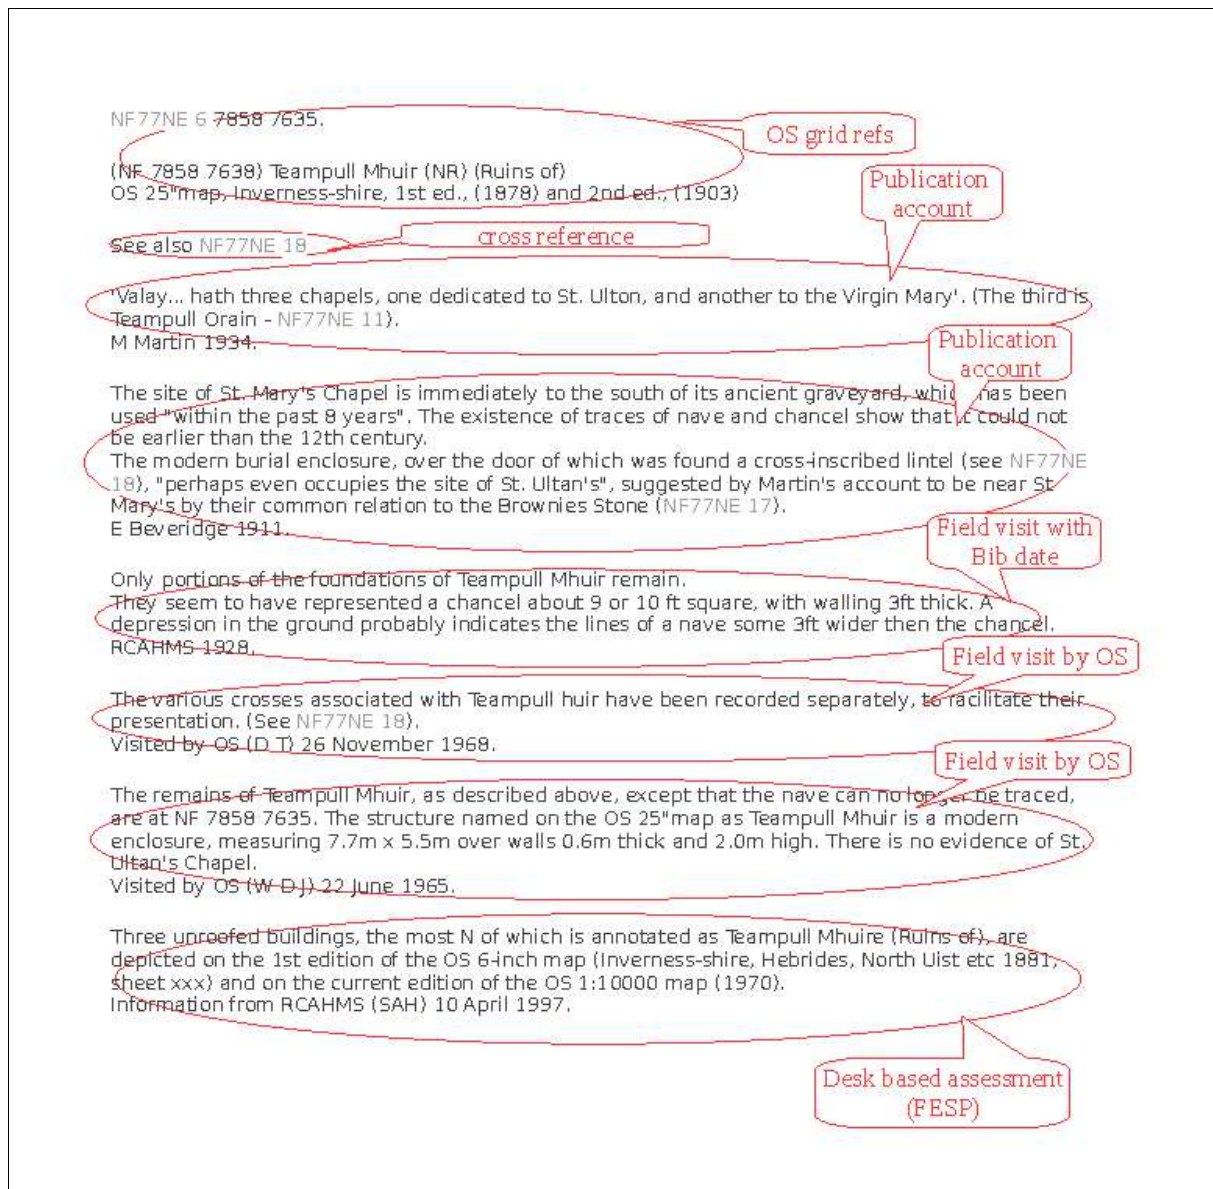 NF77NE 6 7858 7635.
OS grid refs
(NF 7858 7638) Teampull Mhuir (NR) (Ruins of)
OS 25"map, Inverness-shire, 1st ed., (1878) and 2nd ed., (1903)
Publication
account
See also NF77NE 18
cross reference
'Valay... hath three chapels, one dedicated to St. Ulton, and another to the Virgin Mary'. (The third is
Teampull Orain - NF77NE 11).
M Martin 1934.
Publication
account
The site of St. Mary's Chapel is immediately to the south of its ancient graveyard, which has been
used "within the past 8 years". The existence of traces of nave and chancel show that it could not
be earlier than the 12th century.
The modern burial enclosure, over the door of which was found a cross-inscribed lintel (see NF77NE
18), "perhaps even occupies the site of St. Ultan's", suggested by Martin's account to be near St
Mary's by their common relation to the Brownies Stone (NF77NE 17).
E Beveridge 1911.
Field visit with
Bib date
Only portions of the foundations of Teampull Mhuir remain.
They seem to have represented a chancel about 9 or 10 ft square, with walling 3ft thick. A
depression in the ground probably indicates the lines of a nave some 3ft wider then the chancel.
RCAHMS 1928.
Field visit by OS
The various crosses associated with Teampull huir have been recorded separately, to facilitate their
presentation. (See NF77NE 18).
Visited by OS (D T) 26 November 1968.
Field visit by OS
The remains of Teampull Mhuir, as described above, except that the nave can no longer be traced,
are at NF 7858 7635. The structure named on the OS 25"map as Teampull Mhuir is a modern
enclosure, measuring 7.7m x 5.5m over walls 0.6m thick and 2.0m high. There is no evidence of St.
Ultan's Chapel.
Visited by OS (W D J) 22 June 1965.
Three unroofed buildings, the most N of which is annotated as Teampull Mhuire (Ruins of), are
depicted on the 1st edition of the OS 6-inch map (Inverness-shire, Hebrides, North Uist etc 1881,
sheet xxx) and on the current edition of the OS 1:10000 map (1970).
Information from RCAHMS (SAH) 10 April 1997.
Desk based assessment
(FESP)